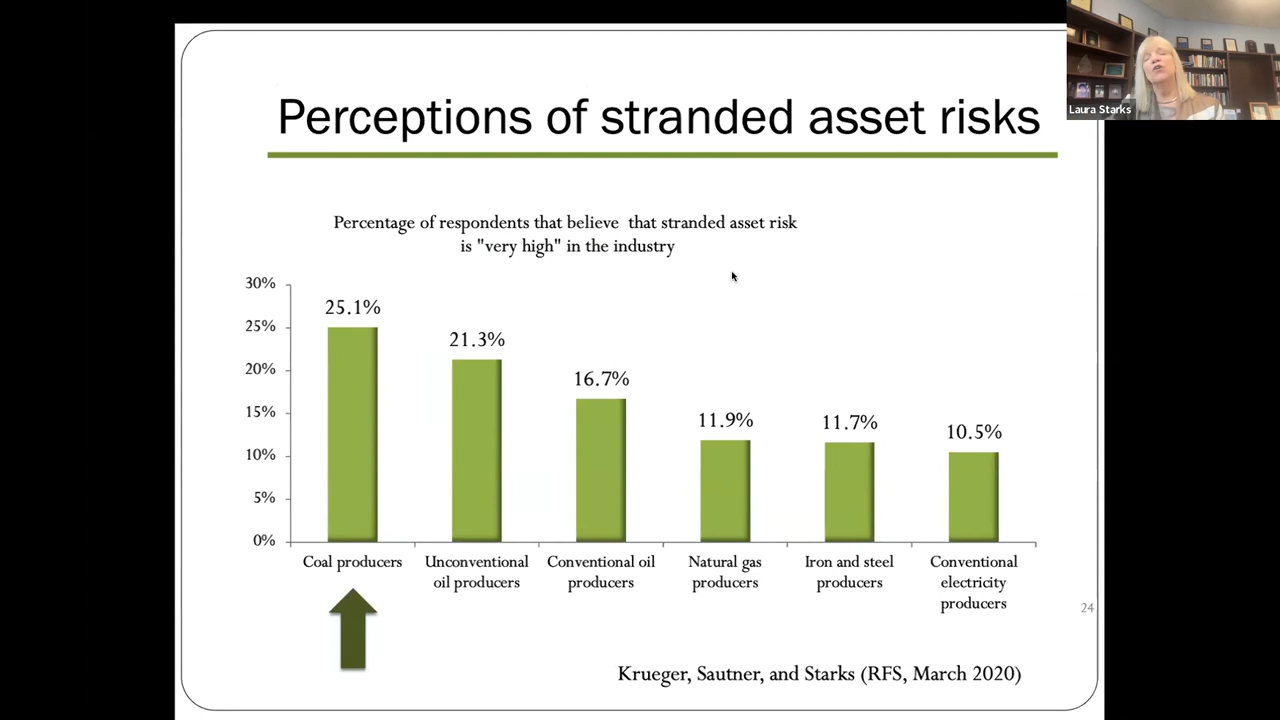 Perceptions of stranded asset risks
Laura Starks
Percentage of respondents that believe that stranded asset risk
is "very high" in the industry
30%
25%
20%
15%
10%
5%
0%
25.1%
21.3%
16.7%
11.9%
11.7%
10.5%
Coal producers
Unconventional
oil producers
Conventional oil
producers
Natural gas
producers
Iron and steel
producers
Conventional
electricity
producers
24
Krueger, Sautner, and Starks (RFS, March 2020)